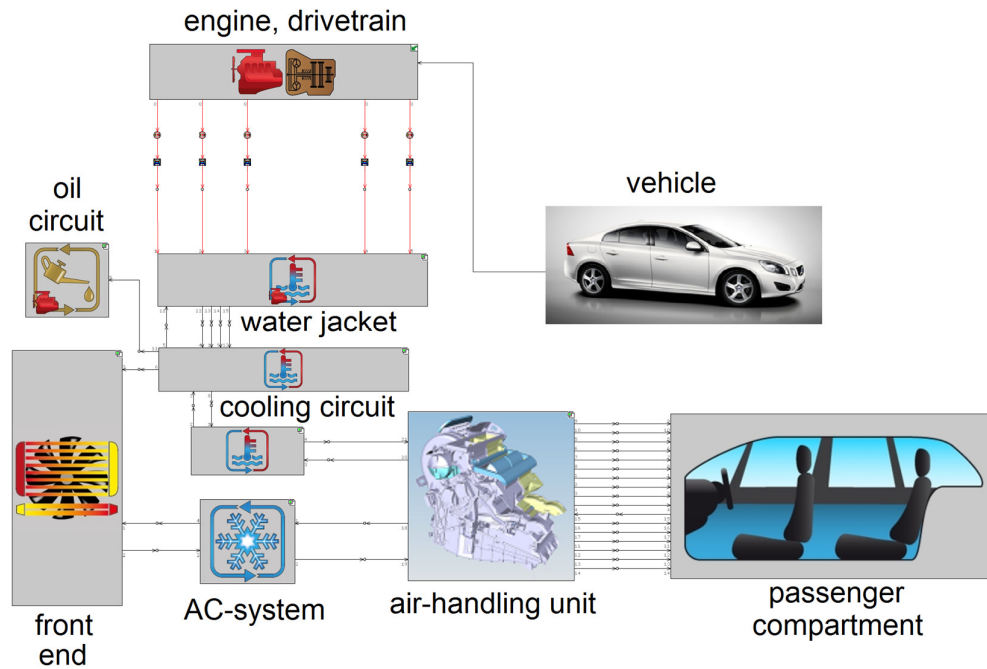 engine, drivetrain
oil
circuit
vehicle
water jacket
cooling circuit
front
end
AC-system
air-handling unit
passenger
compartment